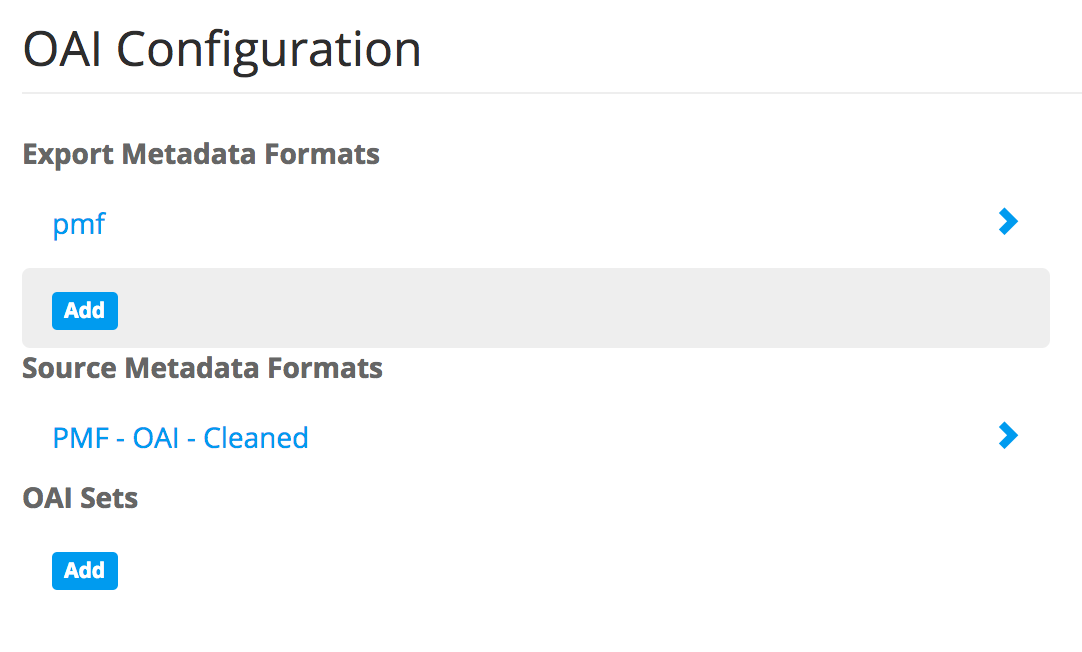 OAI Configuration
Export Metadata Formats
pmf
Add
Source Metadata Formats
PMF - OAI - Cleaned
OAI Sets
Add